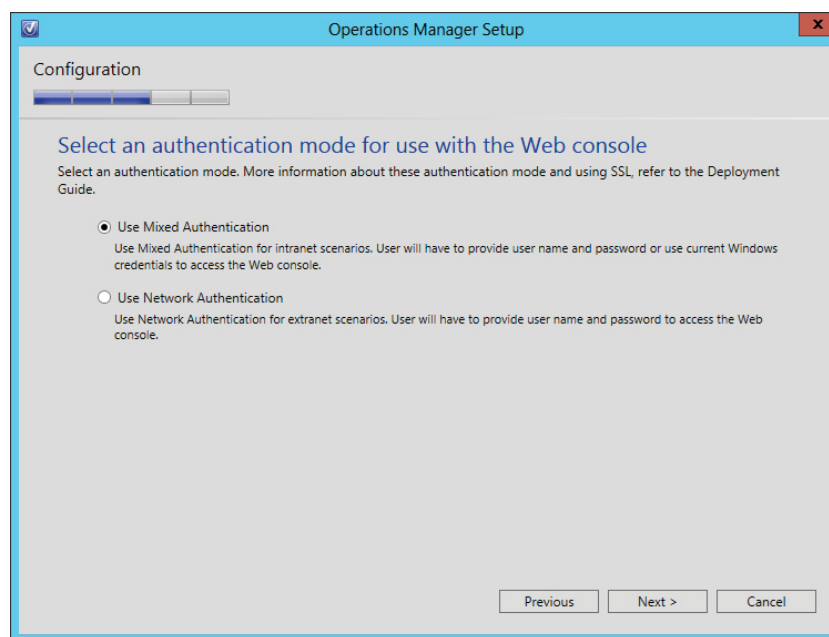 Operations Manager Setup
x
Configuration
Select an authentication mode for use with the Web console
Select an authentication mode. More information about these authentication mode and using SSL, refer to the Deployment
Guide.
Use Mixed Authentication
Use Mixed Authentication for intranet scenarios. User will have to provide user name and password or use current Windows
credentials to access the Web console.
Use Network Authentication
Use Network Authentication for extranet scenarios. User will have to provide user name and password to access the Web
console.
Previous Next > Cancel